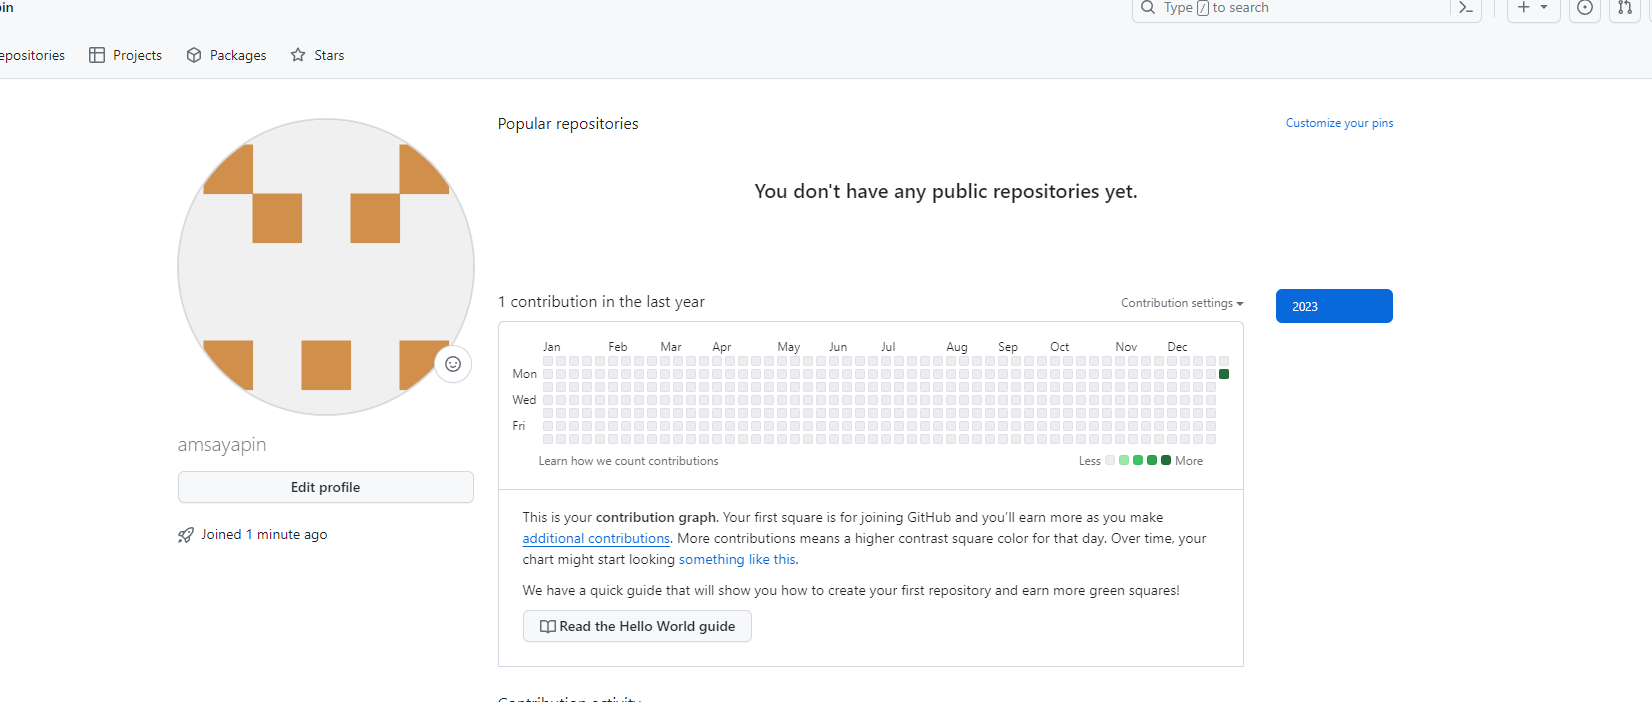 pin
Type / to search
epositories Projects Packages Stars
Popular repositories
Customize your pins
You don't have any public repositories yet.
1 contribution in the last year
Contribution settings
2023
Jan Feb Mar Apr May Jun Jul Aug Sep Oct Nov Dec
Mon
Wed
Fri
Learn how we count contributions
Less More
amsayapin
Edit profile
Joined 1 minute ago
This is your contribution graph. Your first square is for joining GitHub and you'll earn more as you make
additional contributions. More contributions means a higher contrast square color for that day. Over time, your
chart might start looking something like this.
We have a quick guide that will show you how to create your first repository and earn more green squares!
Read the Hello World guide
Contribution activity